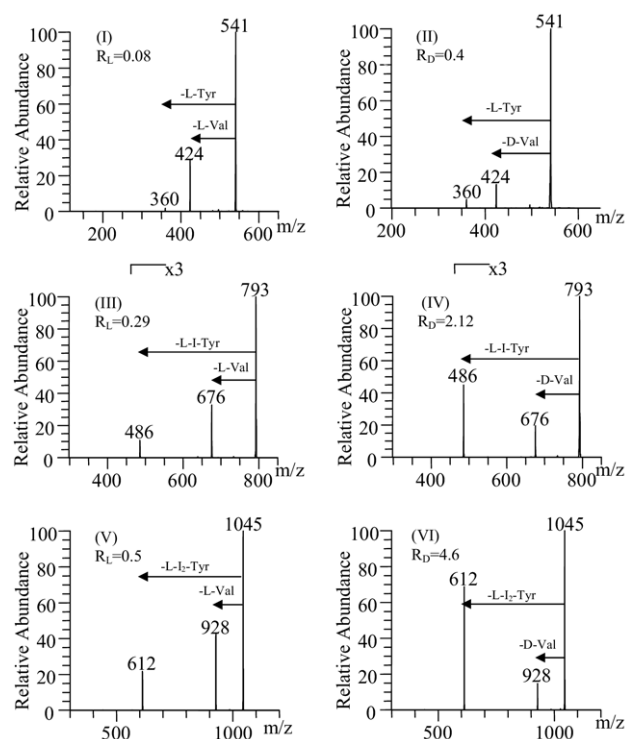 (I)
R_L=0.08
541
-L-Tyr
-L-Val
424
360
Relative Abundance
100
80
60
40
20
0
200 400 600 m/z
(II)
R_D=0.4
541
-L-Tyr
-D-Val
424
360
Relative Abundance
100
80
60
40
20
0
200 400 600 m/z
x3
(III)
R_L=0.29
793
-L-I-Tyr
-L-Val
676
486
Relative Abundance
100
80
60
40
20
0
400 600 800 m/z
x3
(IV)
R_D=2.12
793
-L-I-Tyr
486
-D-Val
676
Relative Abundance
100
80
60
40
20
0
400 600 800 m/z
(V)
R_L=0.5
1045
-L-I₂-Tyr
-L-Val
928
612
Relative Abundance
100
80
60
40
20
0
500 1000 m/z
(VI)
R_D=4.6
1045
612
-L-I₂-Tyr
-D-Val
928
Relative Abundance
100
80
60
40
20
0
500 1000 m/z